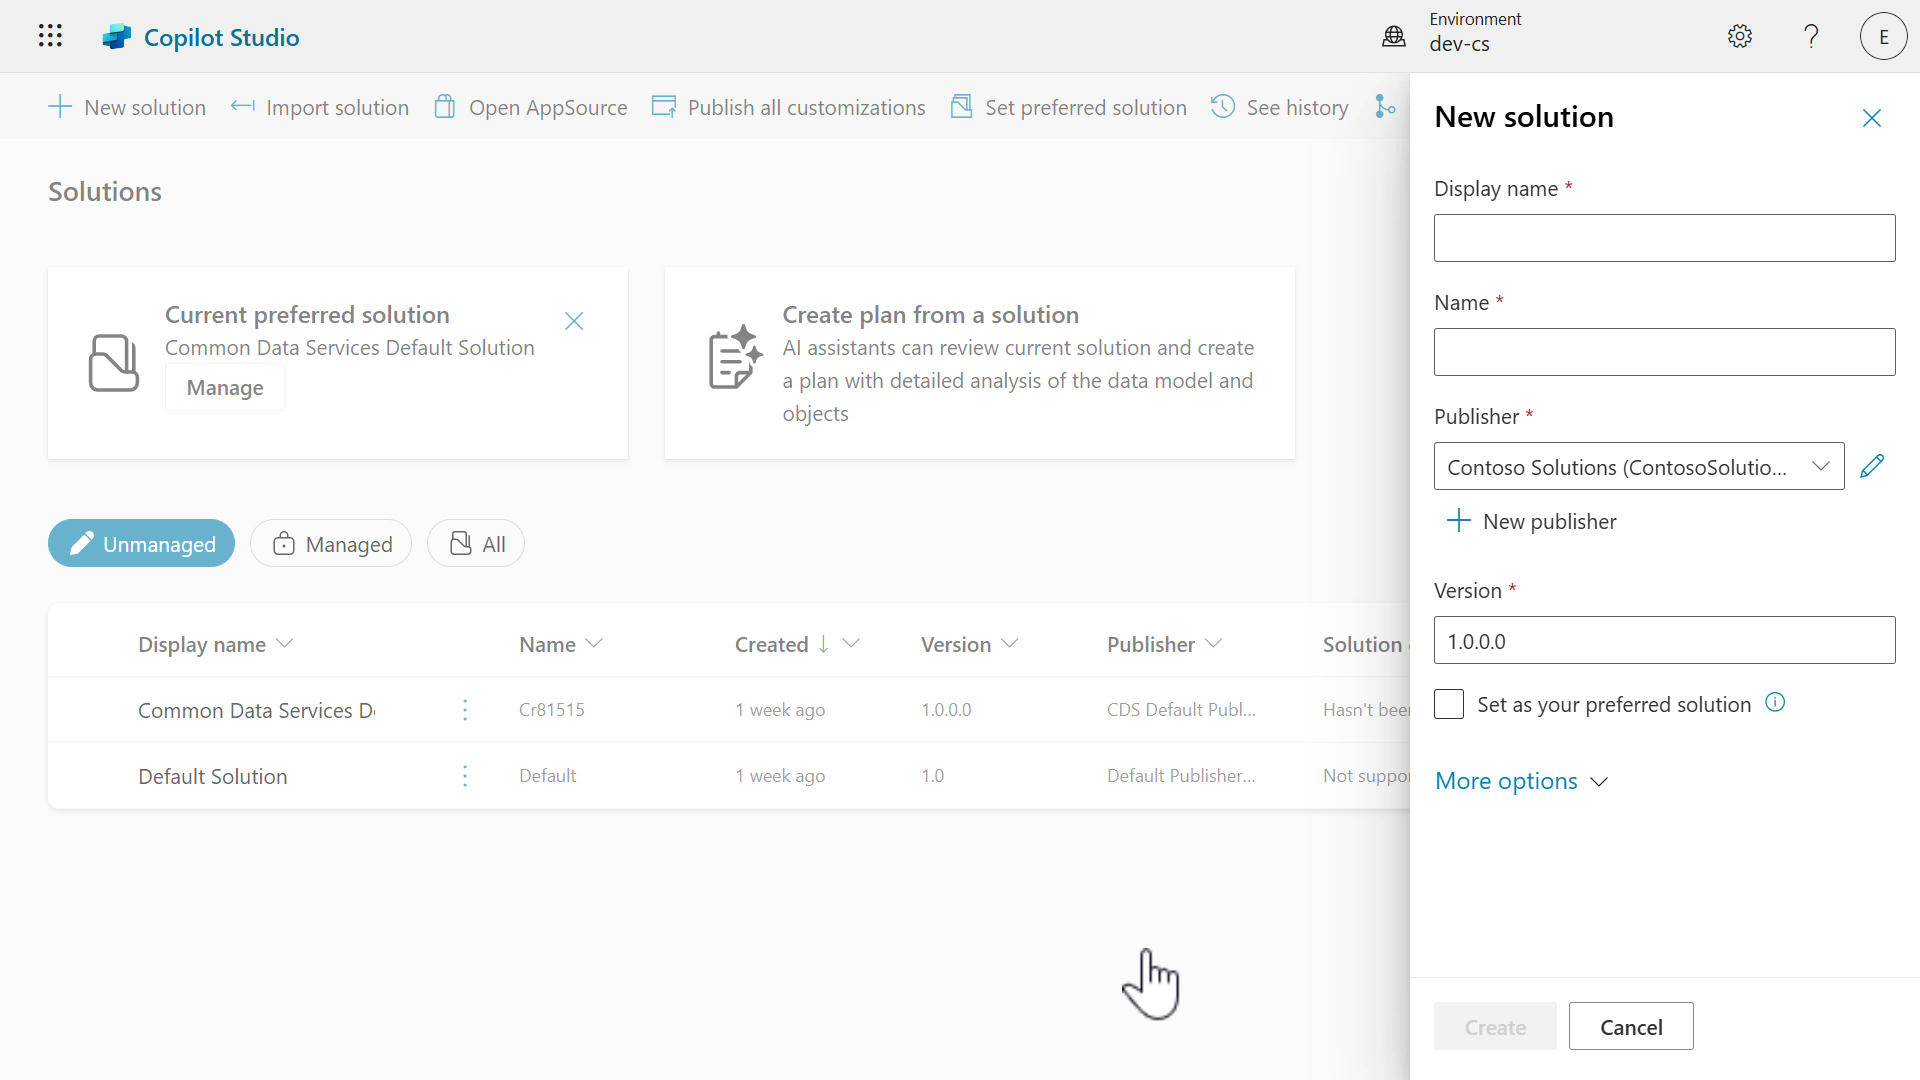 Copilot Studio
Environment
dev-cs
E
New solution
Import solution
Open AppSource
Publish all customizations
Set preferred solution
See history
Solutions
Current preferred solution
Common Data Services Default Solution
Manage
Create plan from a solution
AI assistants can review current solution and create
a plan with detailed analysis of the data model and
objects
Unmanaged
Managed
All
Display name
Name
Created
Version
Publisher
Solution
Common Data Services
Cr81515
1 week ago
1.0.0.0
CDS Default Publ...
Hasn't
Default Solution
Default
1 week ago
1.0
Default Publisher...
Not
New solution
Display name *
Name *
Publisher *
Contoso Solutions (ContosoSolutio...
New publisher
Version *
1.0.0.0
Set as your preferred solution
More options
Create
Cancel